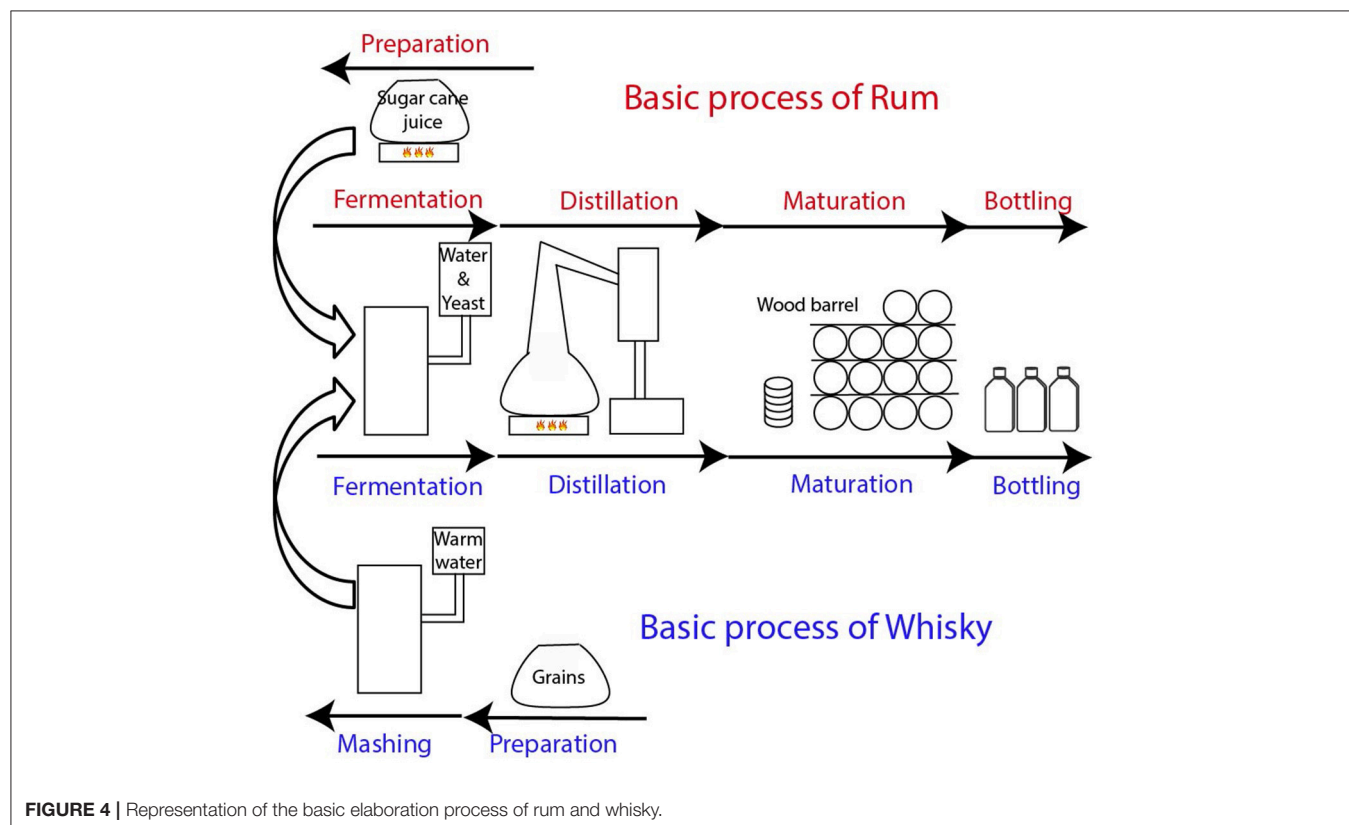 Preparation
Sugar cane
juice
Basic process of Rum
Fermentation
Distillation
Maturation
Bottling
Water
&
Yeast
Wood barrel
Fermentation
Distillation
Maturation
Bottling
Warm
water
Basic process of Whisky
Grains
Mashing
Preparation
FIGURE 4 | Representation of the basic elaboration process of rum and whisky.